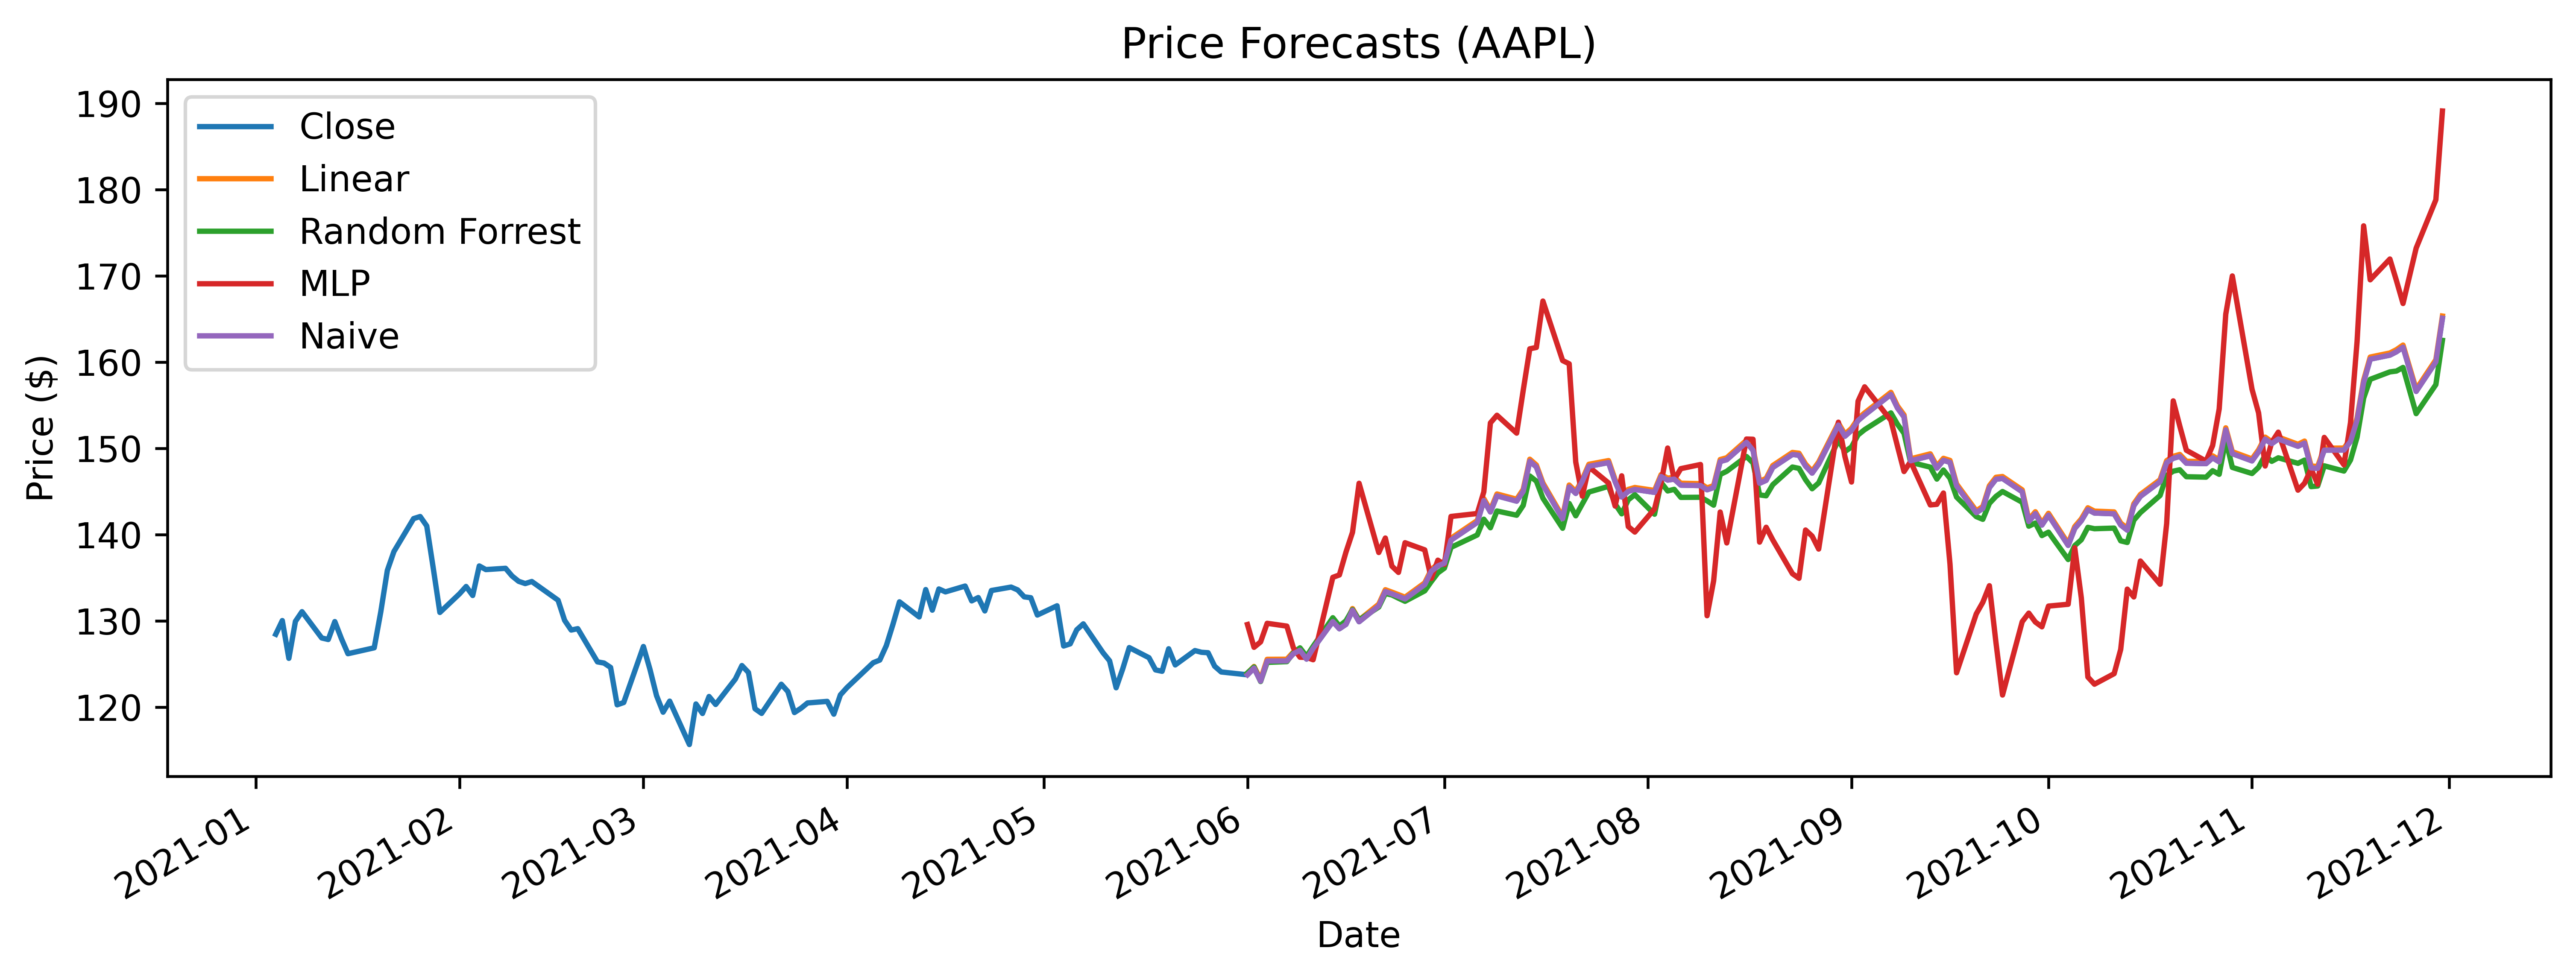 Price Forecasts (AAPL)
Close
Linear
Random Forrest
MLP
Naive
Price ($)
190
180
170
160
150
140
130
120
2021-01
2021-02
2021-03
2021-04
2021-05
2021-06
2021-07
2021-08
2021-09
2021-10
2021-11
2021-12
Date